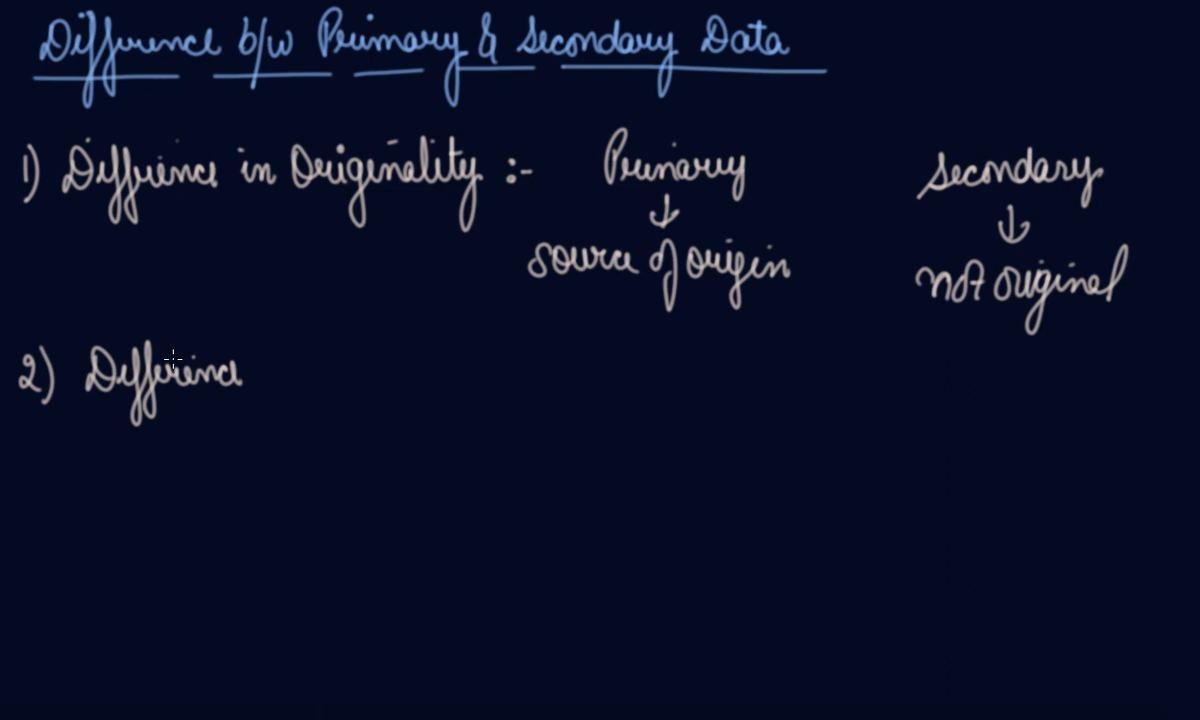 Difference b/w Primary & Secondary Data
1) Difference in Originality :- Primary Secondary
↓ ↓
source of origin not original
2) Difference